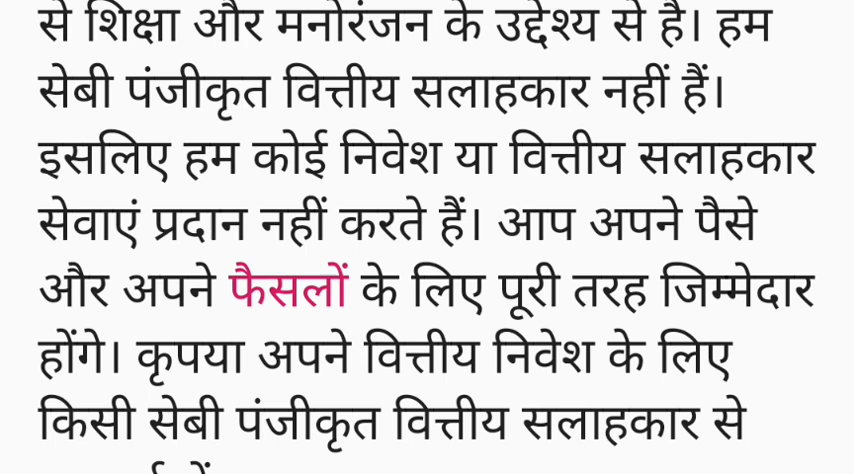 से शिक्षा और मनोरंजन के उद्देश्य से है। हम
सेबी पंजीकृत वित्तीय सलाहकार नहीं हैं।
इसलिए हम कोई निवेश या वित्तीय सलाहकार
सेवाएं प्रदान नहीं करते हैं। आप अपने पैसे
और अपने फैसलों के लिए पूरी तरह जिम्मेदार
होंगे। कृपया अपने वित्तीय निवेश के लिए
किसी सेबी पंजीकृत वित्तीय सलाहकार से